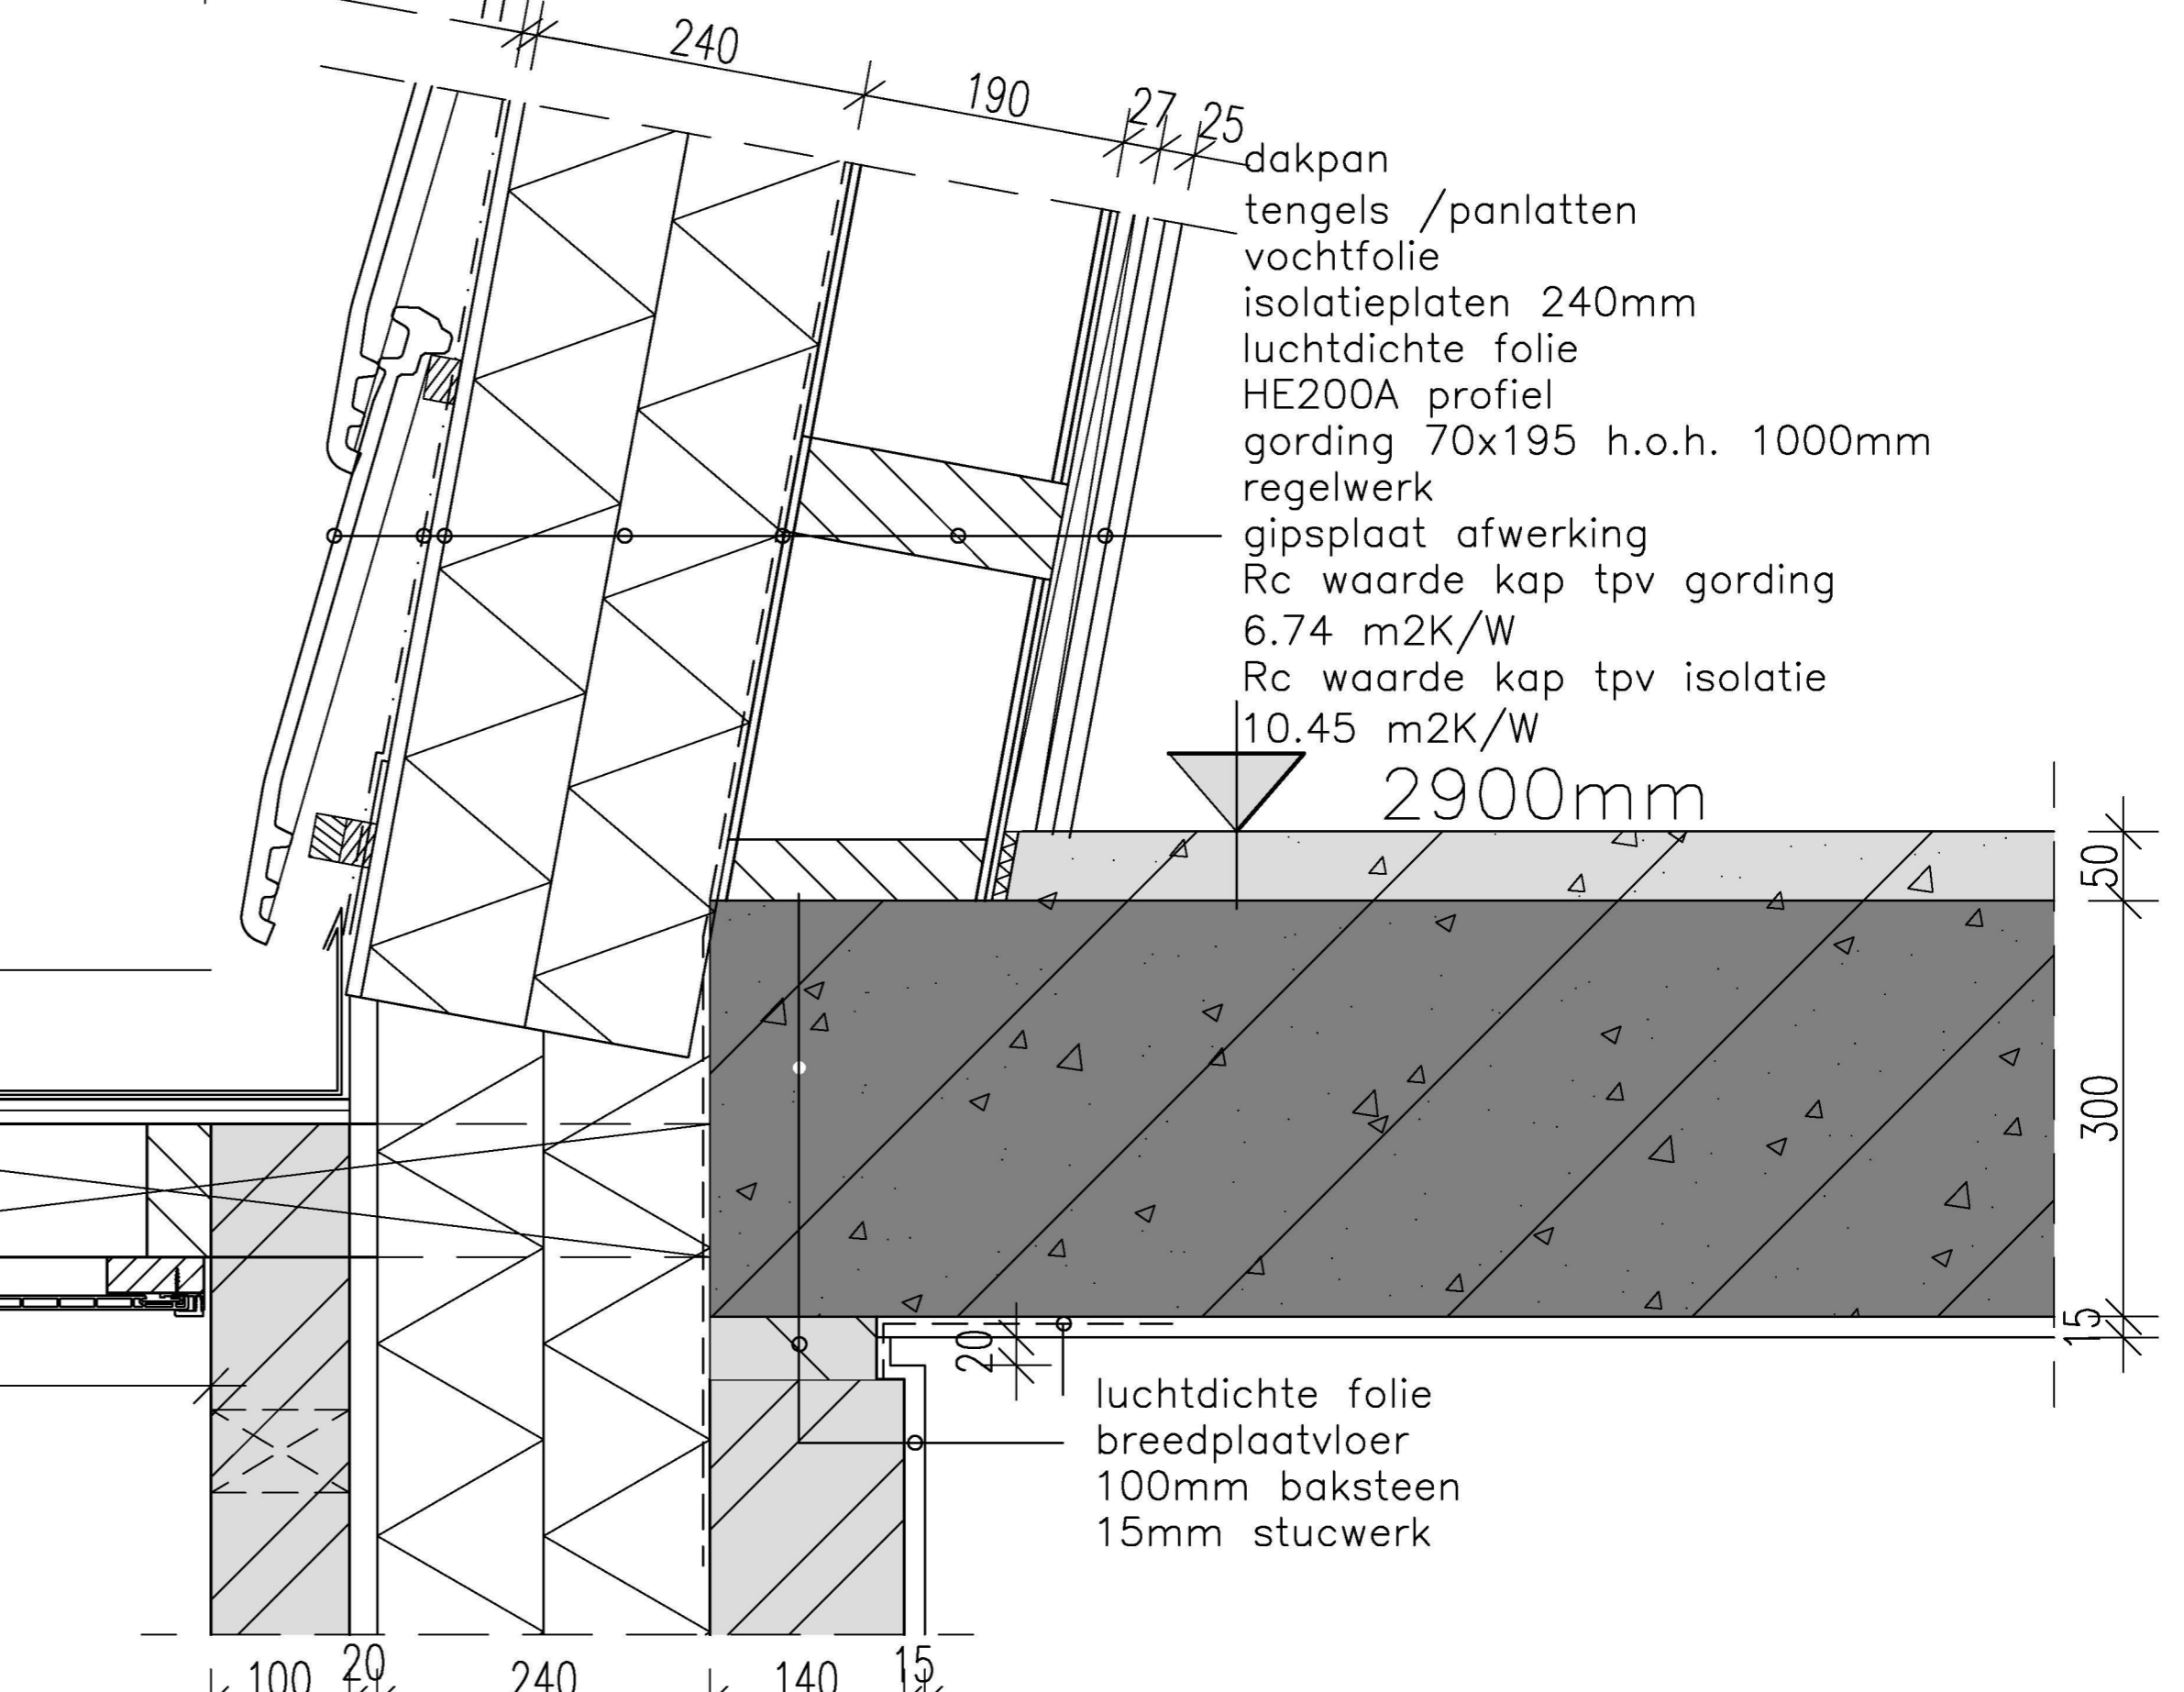 240
190
27
25
dakpan
tengels /panlatten
vochtfolie
isolatieplaten 240mm
luchtdichte folie
HE200A profiel
gording 70x195 h.o.h. 1000mm
regelwerk
gipsplaat afwerking
Rc waarde kap tpv gording
6.74 m2K/W
Rc waarde kap tpv isolatie
10.45 m2K/W
2900mm
50
300
15
20
luchtdichte folie
breedplaatvloer
100mm baksteen
15mm stucwerk
100
20
240
140
15